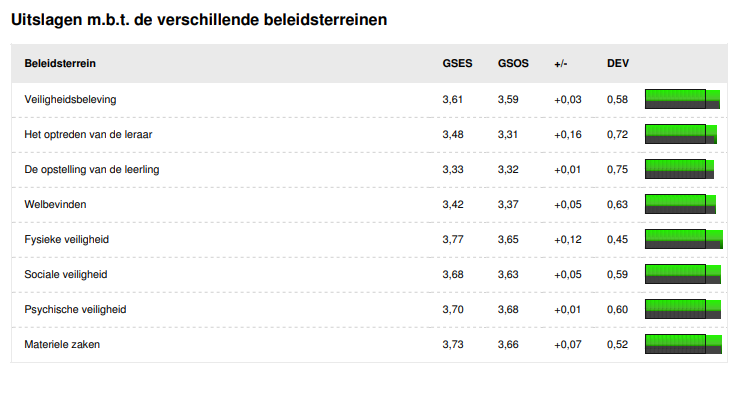 Uitslagen m.b.t. de verschillende beleidsterreinen
Beleidsterrein GSES GSOS +/- DEV
Veiligheidsbeleving 3,61 3,59 +0,03 0,58
Het optreden van de leraar 3,48 3,31 +0,16 0,72
De opstelling van de leerling 3,33 3,32 +0,01 0,75
Welbevinden 3,42 3,37 +0,05 0,63
Fysieke veiligheid 3,77 3,65 +0,12 0,45
Sociale veiligheid 3,68 3,63 +0,05 0,59
Psychische veiligheid 3,70 3,68 +0,01 0,60
Materiele zaken 3,73 3,66 +0,07 0,52